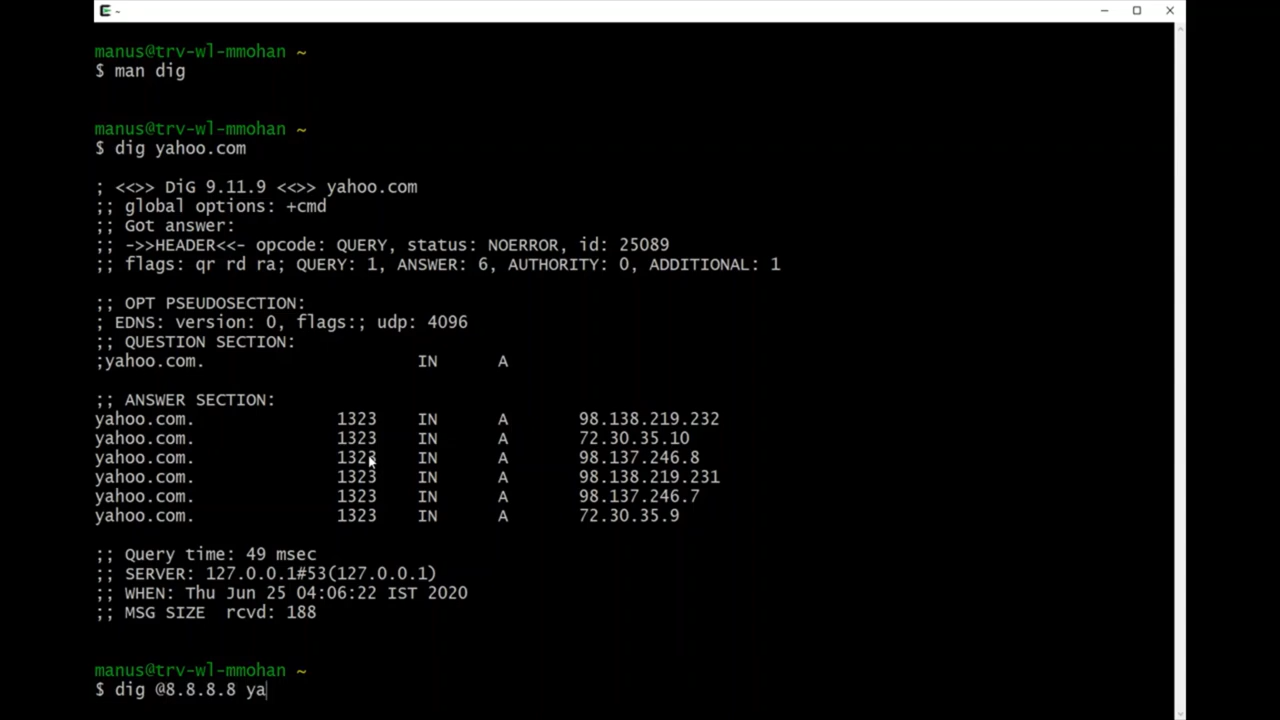 ~
manus@trv-wl-mmohan ~
$ man dig
manus@trv-wl-mmohan ~
$ dig yahoo.com
; <<>> DiG 9.11.9 <<>> yahoo.com
;; global options: +cmd
;; Got answer:
;; ->>HEADER<<- opcode: QUERY, status: NOERROR, id: 25089
;; flags: qr rd ra; QUERY: 1, ANSWER: 6, AUTHORITY: 0, ADDITIONAL: 1
;; OPT PSEUDOSECTION:
; EDNS: version: 0, flags:; udp: 4096
;; QUESTION SECTION:
;yahoo.com. IN A
;; ANSWER SECTION:
yahoo.com. 1323 IN A 98.138.219.232
yahoo.com. 1323 IN A 72.30.35.10
yahoo.com. 1323 IN A 98.137.246.8
yahoo.com. 1323 IN A 98.138.219.231
yahoo.com. 1323 IN A 98.137.246.7
yahoo.com. 1323 IN A 72.30.35.9
;; Query time: 49 msec
;; SERVER: 127.0.0.1#53(127.0.0.1)
;; WHEN: Thu Jun 25 04:06:22 IST 2020
;; MSG SIZE rcvd: 188
manus@trv-wl-mmohan ~
$ dig @8.8.8.8 ya